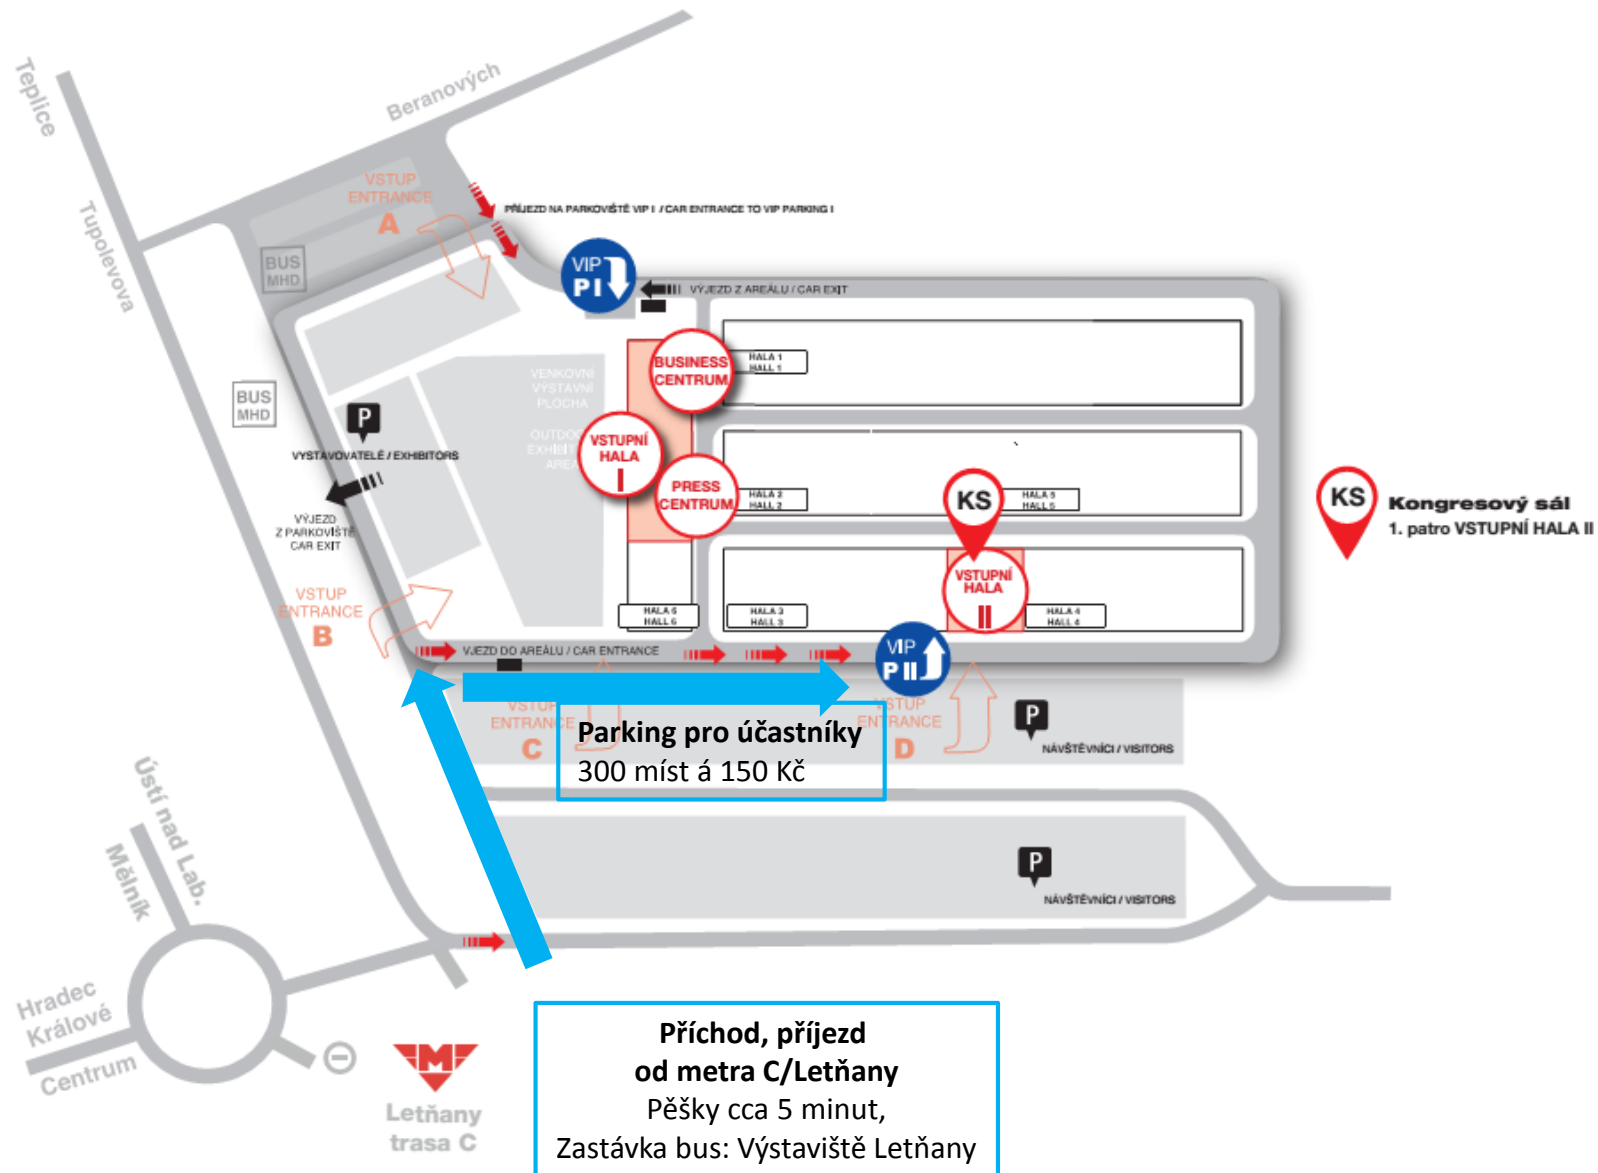 Teplice
Beranových
Tupolevova
VSTUP
ENTRANCE
A
PŘÍJEZD NA PARKOVIŠTĚ VIP I / CAR ENTRANCE TO VIP PARKING I
BUS
MHD
VIP
P I
VÝJEZD Z AREÁLU / CAR EXIT
BUSINESS
CENTRUM
HALA 1
HALL 1
VENKOVNÍ
VÝSTAVNÍ
PLOCHA
OUTDOOR
EXHIBITION
AREA
BUS
MHD
P
VYSTAVOVATELÉ / EXHIBITORS
VSTUPNÍ
HALA
I
PRESS
CENTRUM
HALA 2
HALL 2
KS
HALA 5
HALL 5
KS
Kongresový sál
1. patro VSTUPNÍ HALA II
VÝJEZD
Z PARKOVIŠTĚ
CAR EXIT
VSTUP
ENTRANCE
B
VSTUPNÍ
HALA
II
HALA 6
HALL 6
HALA 3
HALL 3
HALA 4
HALL 4
VJEZD DO AREÁLU / CAR ENTRANCE
VIP
P II
VSTUP
ENTRANCE
C
Parking pro účastníky
300 míst á 150 Kč
VSTUP
ENTRANCE
D
P
NÁVŠTĚVNÍCI / VISITORS
Ústí nad Lab.
Mělník
P
NÁVŠTĚVNÍCI / VISITORS
Hradec
Králové
Centrum
M
Letňany
trasa C
Příchod, příjezd
od metra C/Letňany
Pěšky cca 5 minut,
Zastávka bus: Výstaviště Letňany